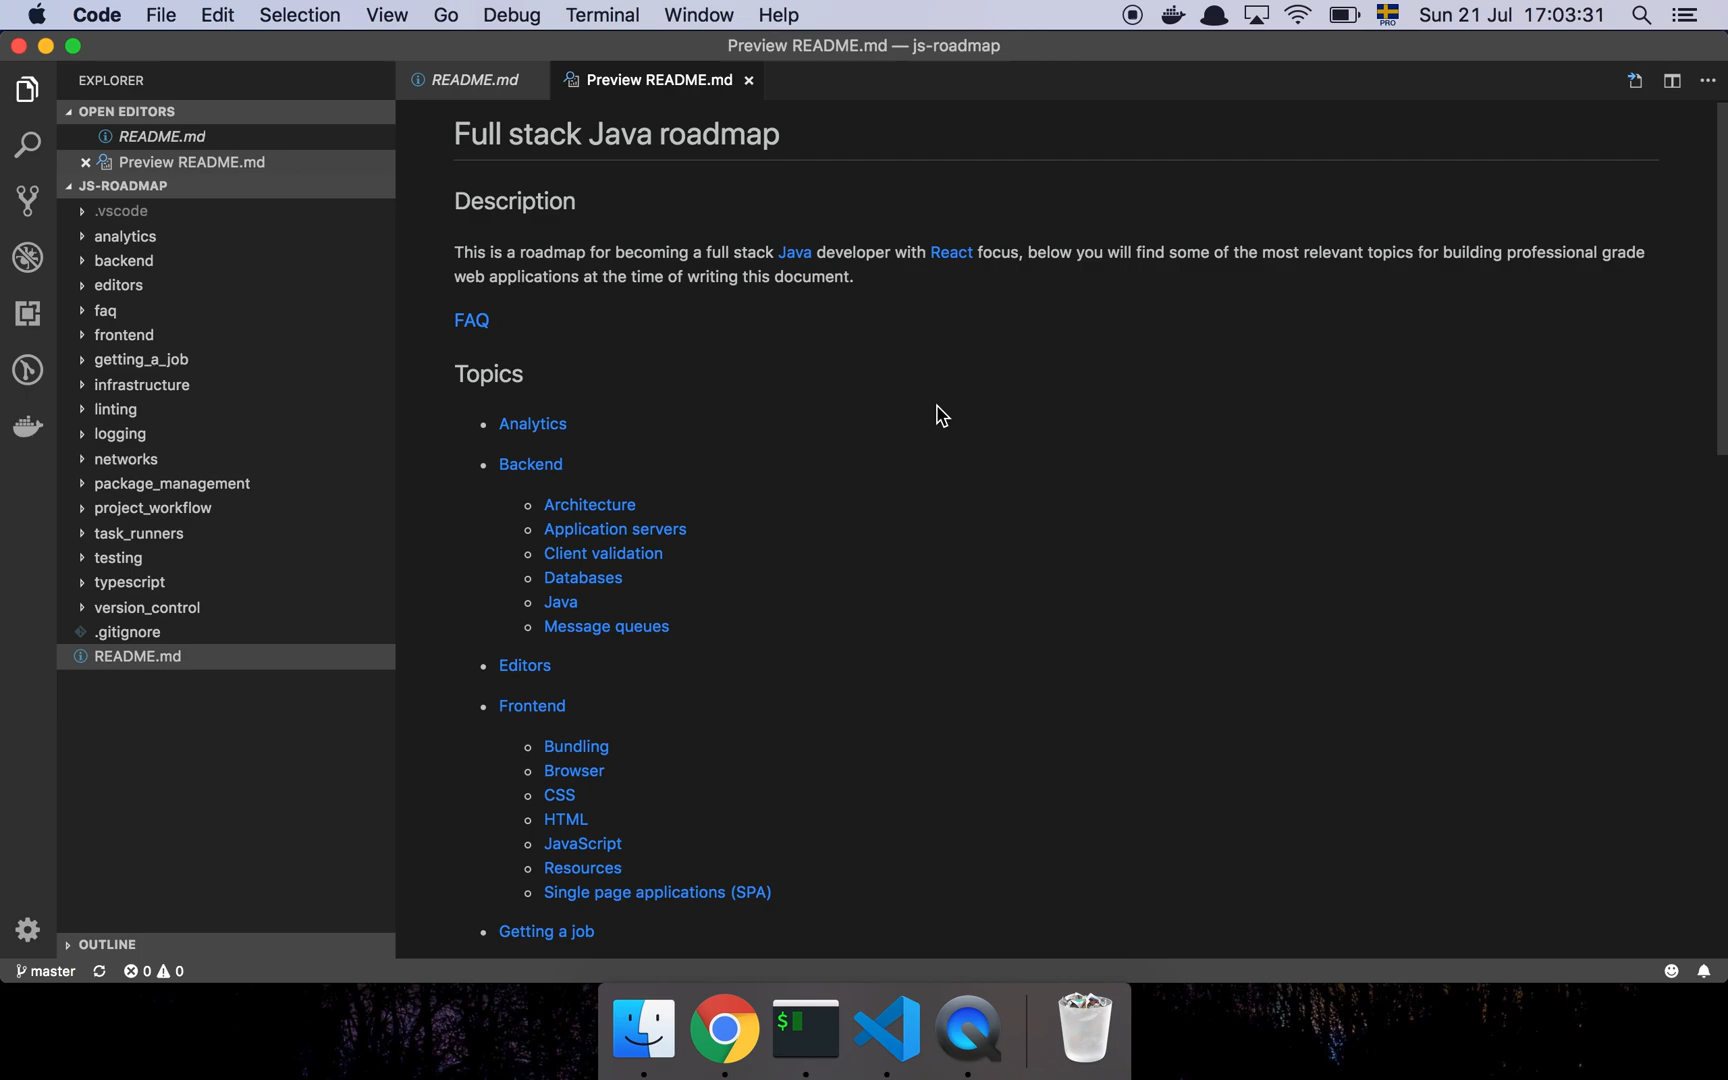 Code File Edit Selection View Go Debug Terminal Window Help PRO Sun 21 Jul 17:03:31
Preview README.md — js-roadmap
EXPLORER
OPEN EDITORS
README.md
Preview README.md
JS-ROADMAP
.vscode
analytics
backend
editors
faq
frontend
getting_a_job
infrastructure
linting
logging
networks
package_management
project_workflow
task_runners
testing
typescript
version_control
.gitignore
README.md
OUTLINE
README.md Preview README.md
Full stack Java roadmap
Description
This is a roadmap for becoming a full stack Java developer with React focus, below you will find some of the most relevant topics for building professional grade
web applications at the time of writing this document.
FAQ
Topics
Analytics
Backend
Architecture
Application servers
Client validation
Databases
Java
Message queues
Editors
Frontend
Bundling
Browser
CSS
HTML
JavaScript
Resources
Single page applications (SPA)
Getting a job
master 0 0
$